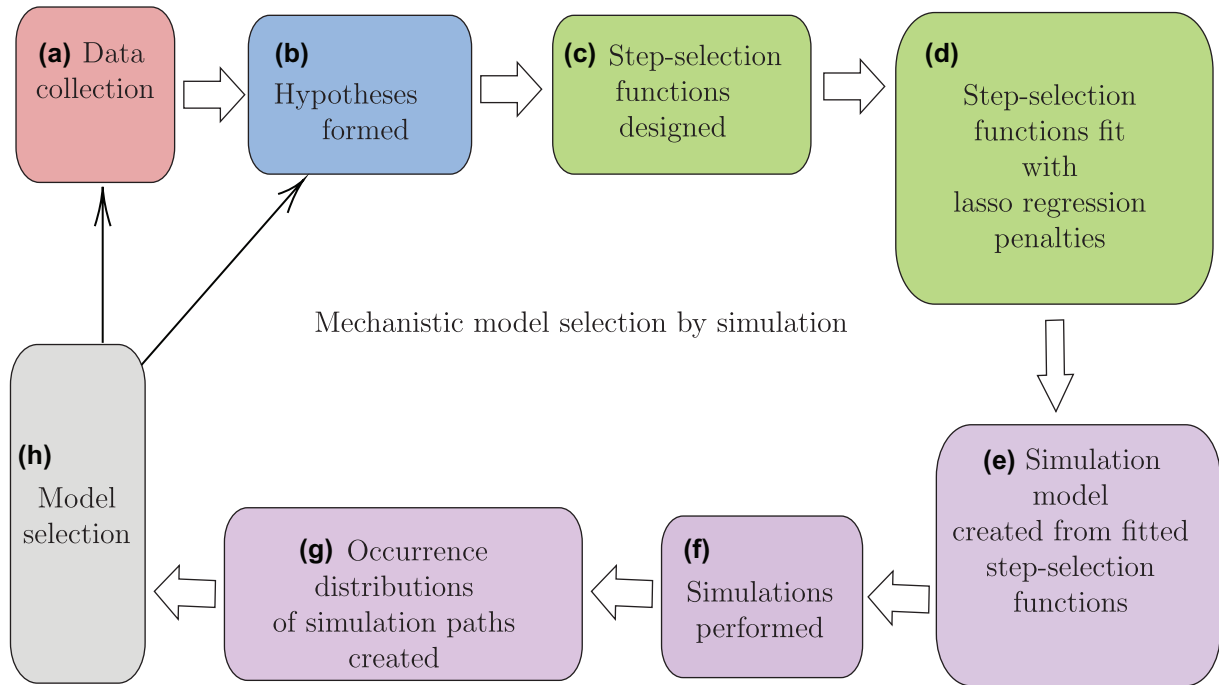 (a) Data
collection
(b)
Hypotheses
formed
(c) Step-selection
functions
designed
(d)
Step-selection
functions fit
with
lasso regression
penalties
Mechanistic model selection by simulation
(e) Simulation
model
created from fitted
step-selection
functions
(f)
Simulations
performed
(g) Occurrence
distributions
of simulation paths
created
(h)
Model
selection